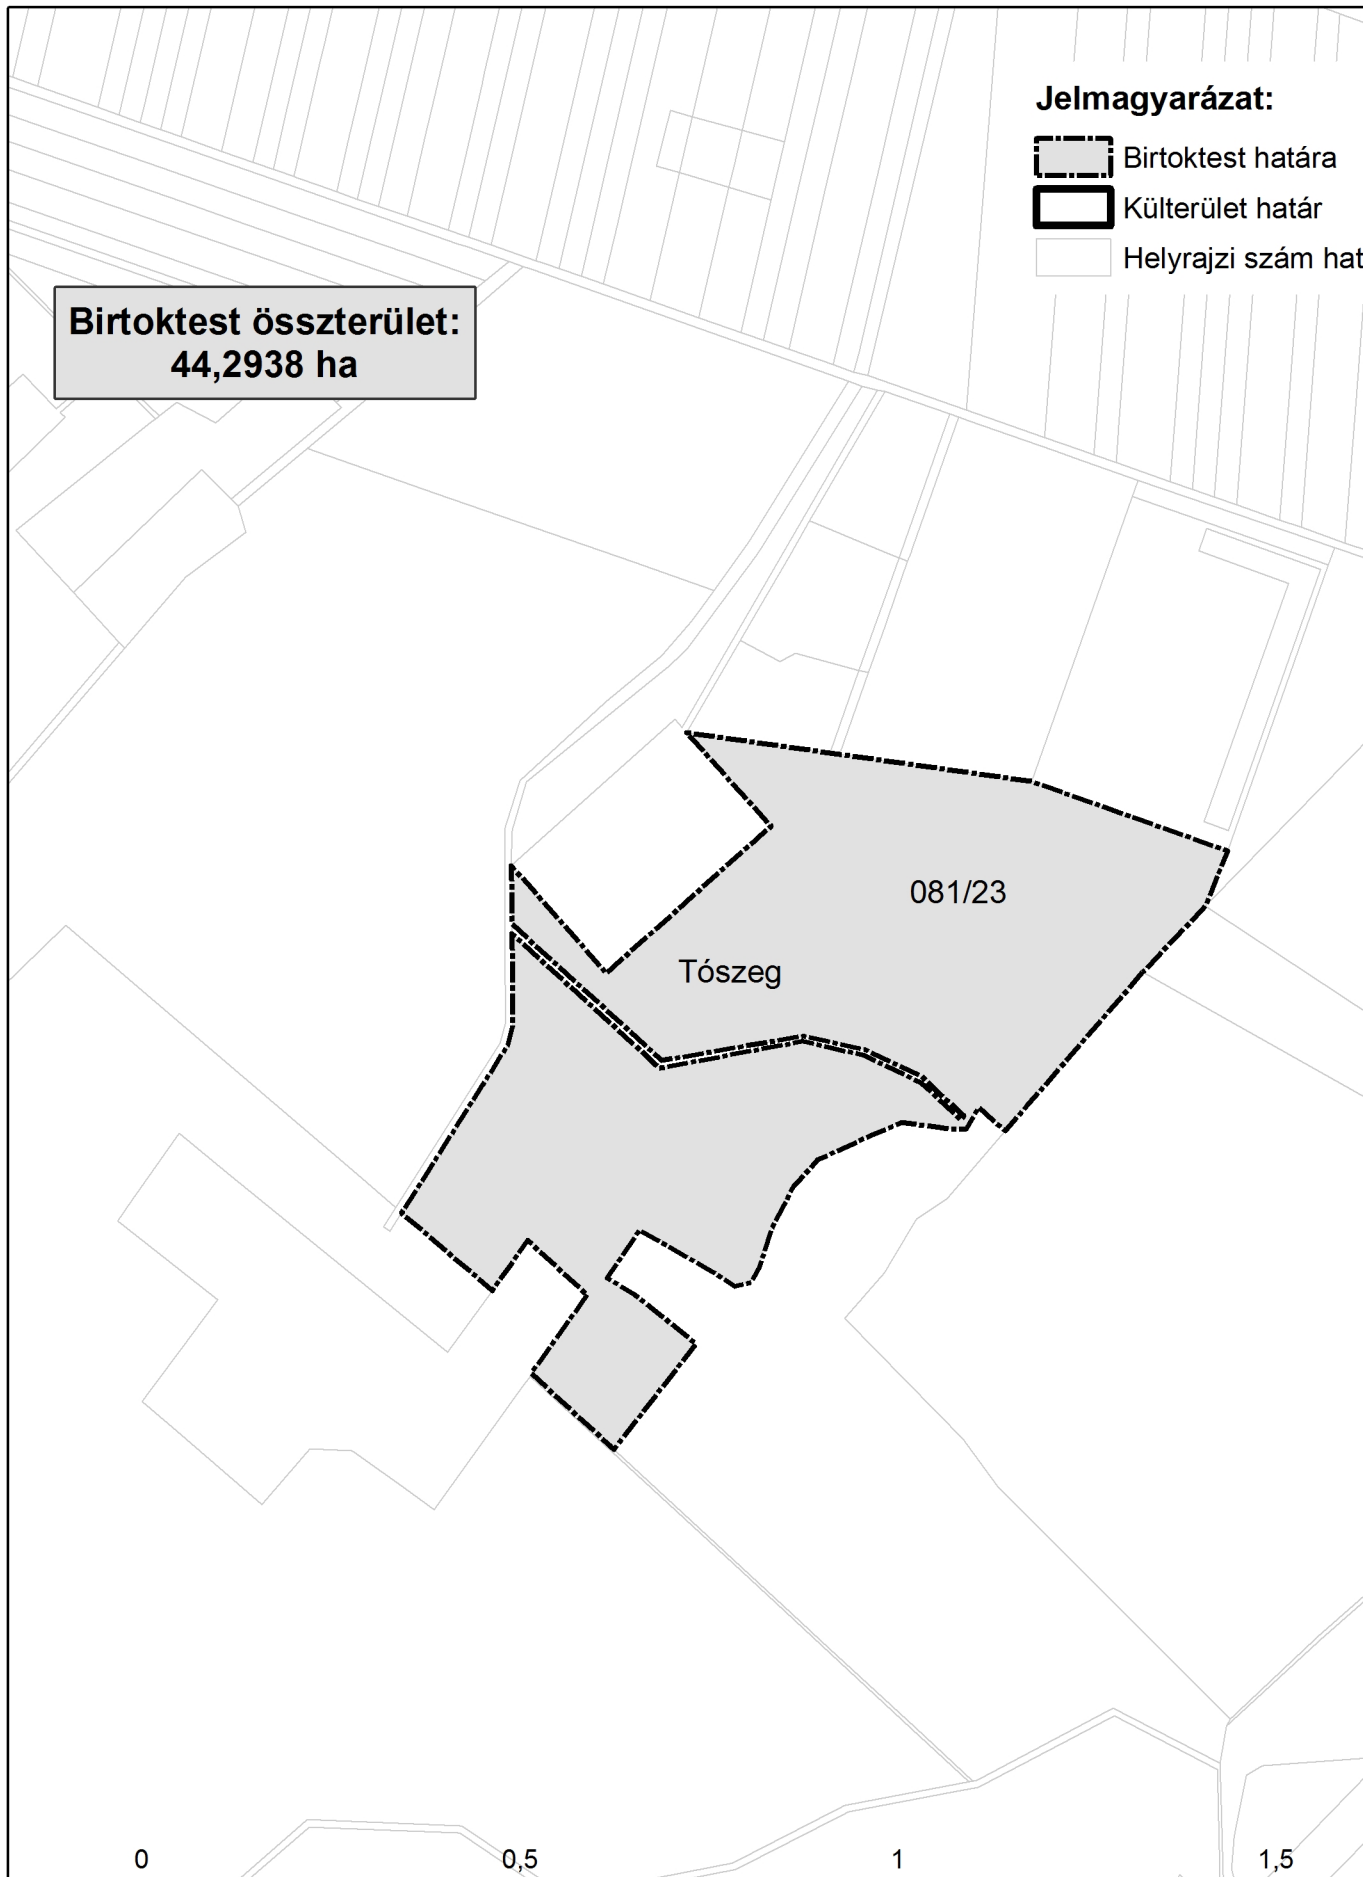 Jelmagyarázat:
Birtoktest határa
Külterület határ
Helyrajzi szám hat
Birtoktest összterület:
44,2938 ha
081/23
Tószeg
0 0,5 1 1,5